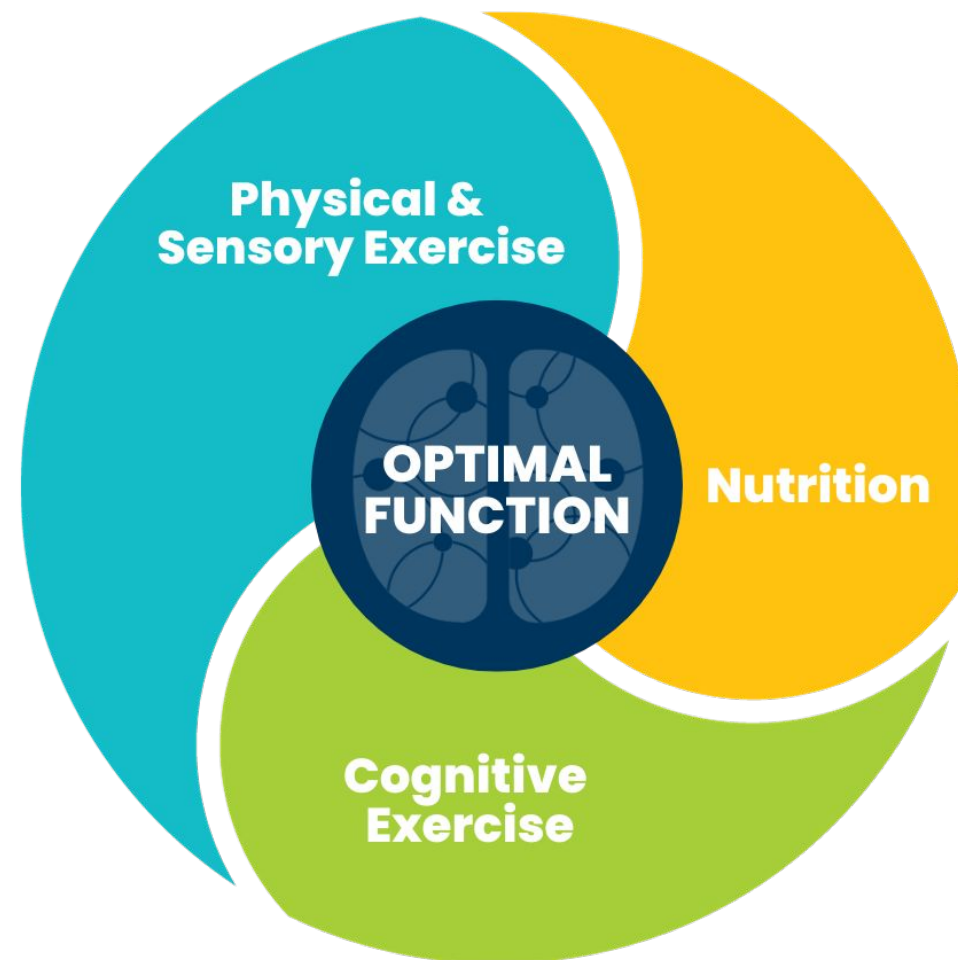 Physical &
Sensory Exercise
OPTIMAL
FUNCTION
Nutrition
Cognitive
Exercise